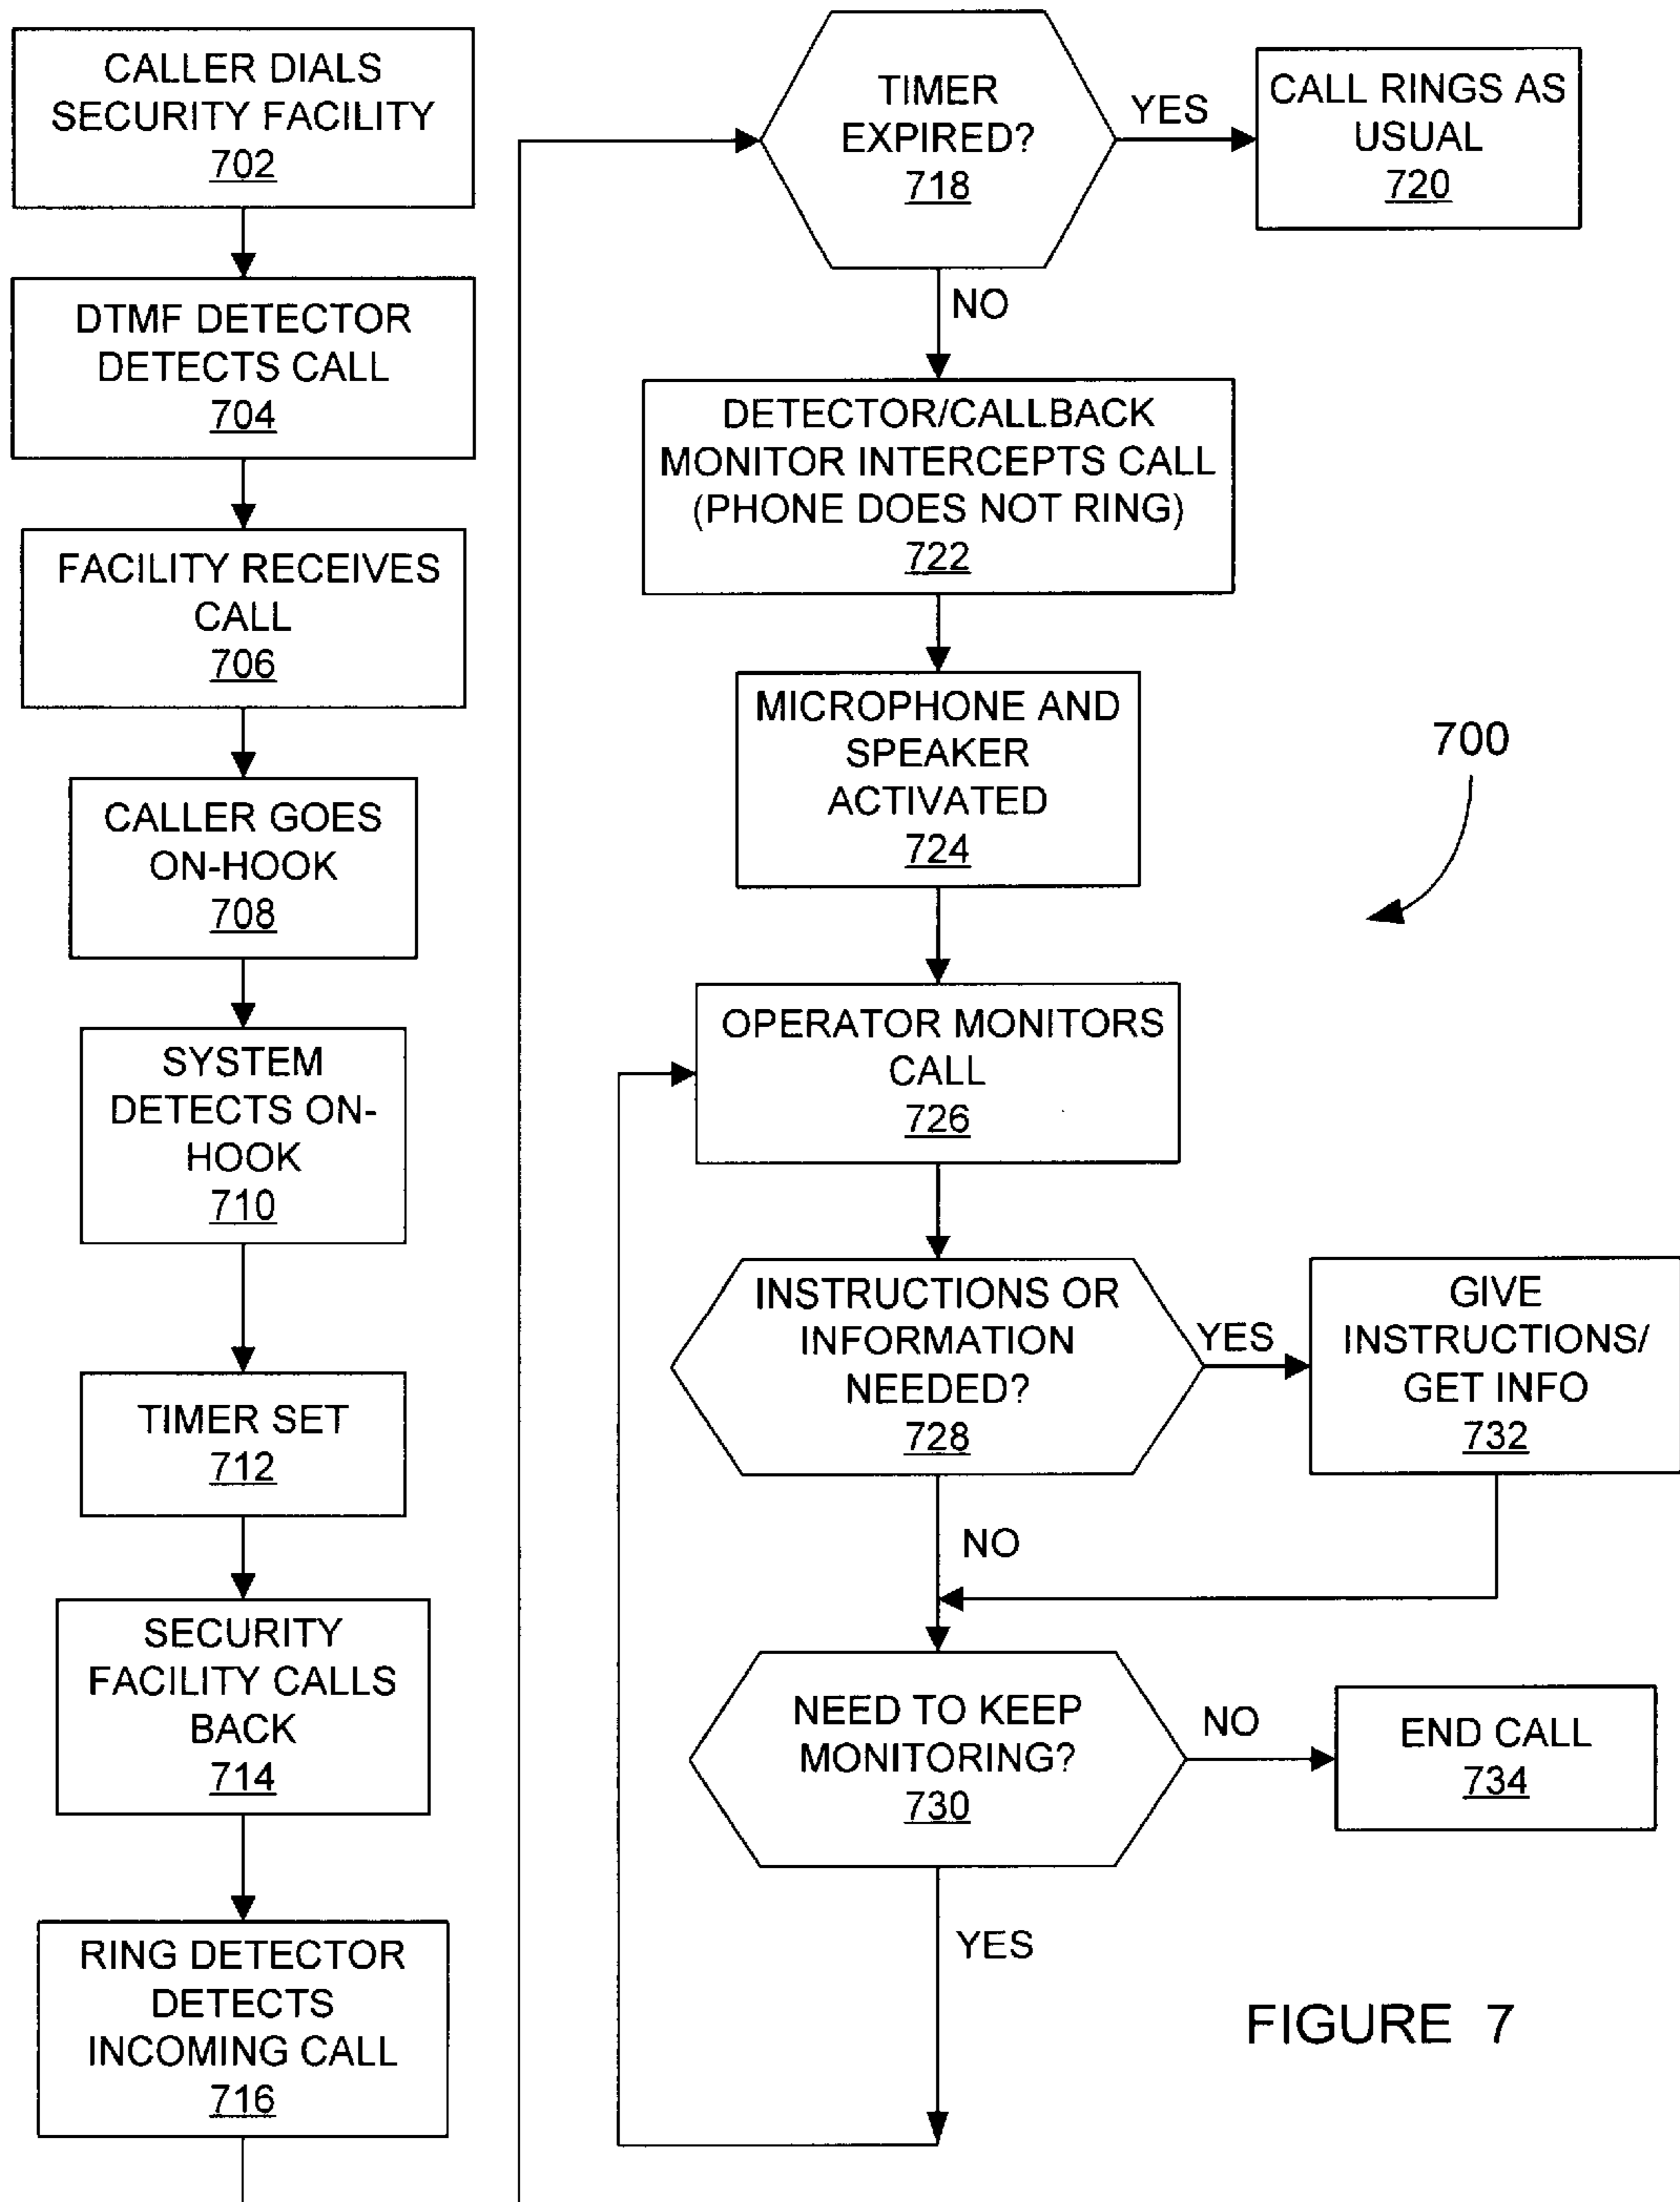 CALLER DIALS
SECURITY FACILITY
702
DTMF DETECTOR
DETECTS CALL
704
FACILITY RECEIVES
CALL
706
CALLER GOES
ON-HOOK
708
SYSTEM
DETECTS ON-
HOOK
710
TIMER SET
712
SECURITY
FACILITY CALLS
BACK
714
RING DETECTOR
DETECTS
INCOMING CALL
716
TIMER
EXPIRED?
718
YES
CALL RINGS AS
USUAL
720
NO
DETECTOR/CALLBACK
MONITOR INTERCEPTS CALL
(PHONE DOES NOT RING)
722
MICROPHONE AND
SPEAKER
ACTIVATED
724
700
OPERATOR MONITORS
CALL
726
INSTRUCTIONS OR
INFORMATION
NEEDED?
728
YES
GIVE
INSTRUCTIONS/
GET INFO
732
NO
NEED TO KEEP
MONITORING?
730
NO
END CALL
734
YES
FIGURE 7